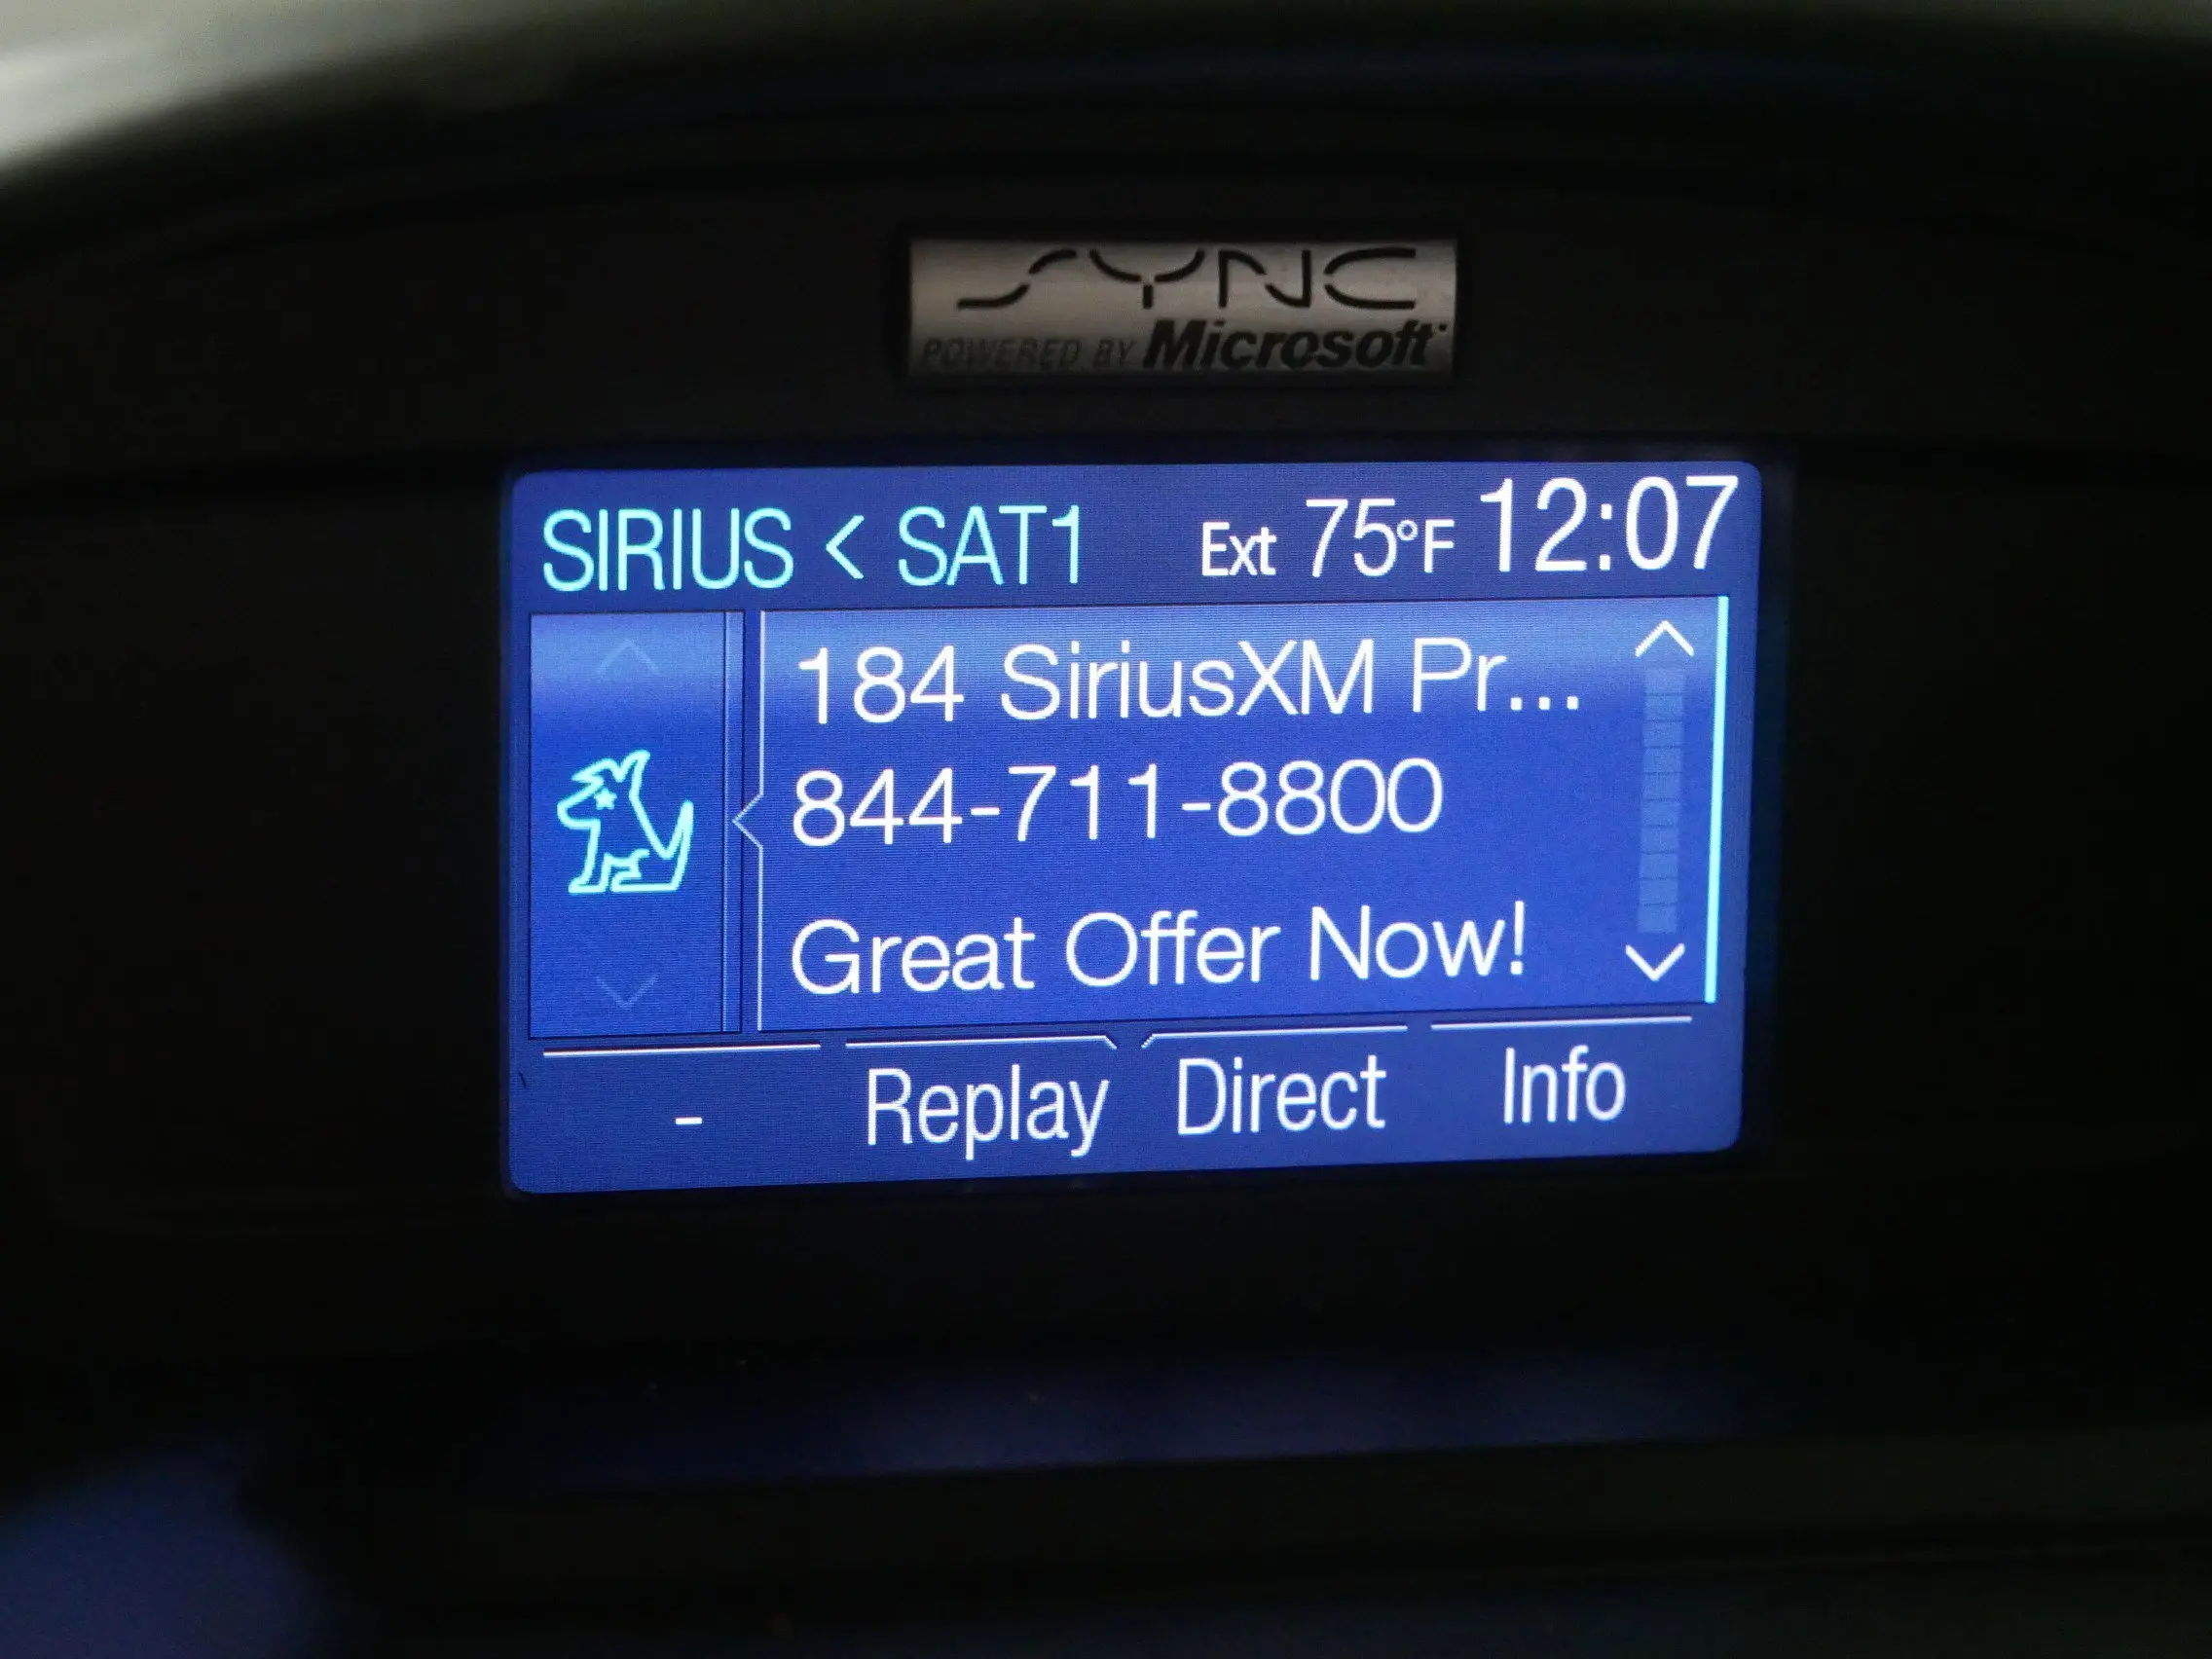 SYNC
POWERED BY Microsoft
SIRIUS < SAT1 Ext 75°F 12:07
184 SiriusXM Pr...
844-711-8800
Great Offer Now!
- Replay Direct Info